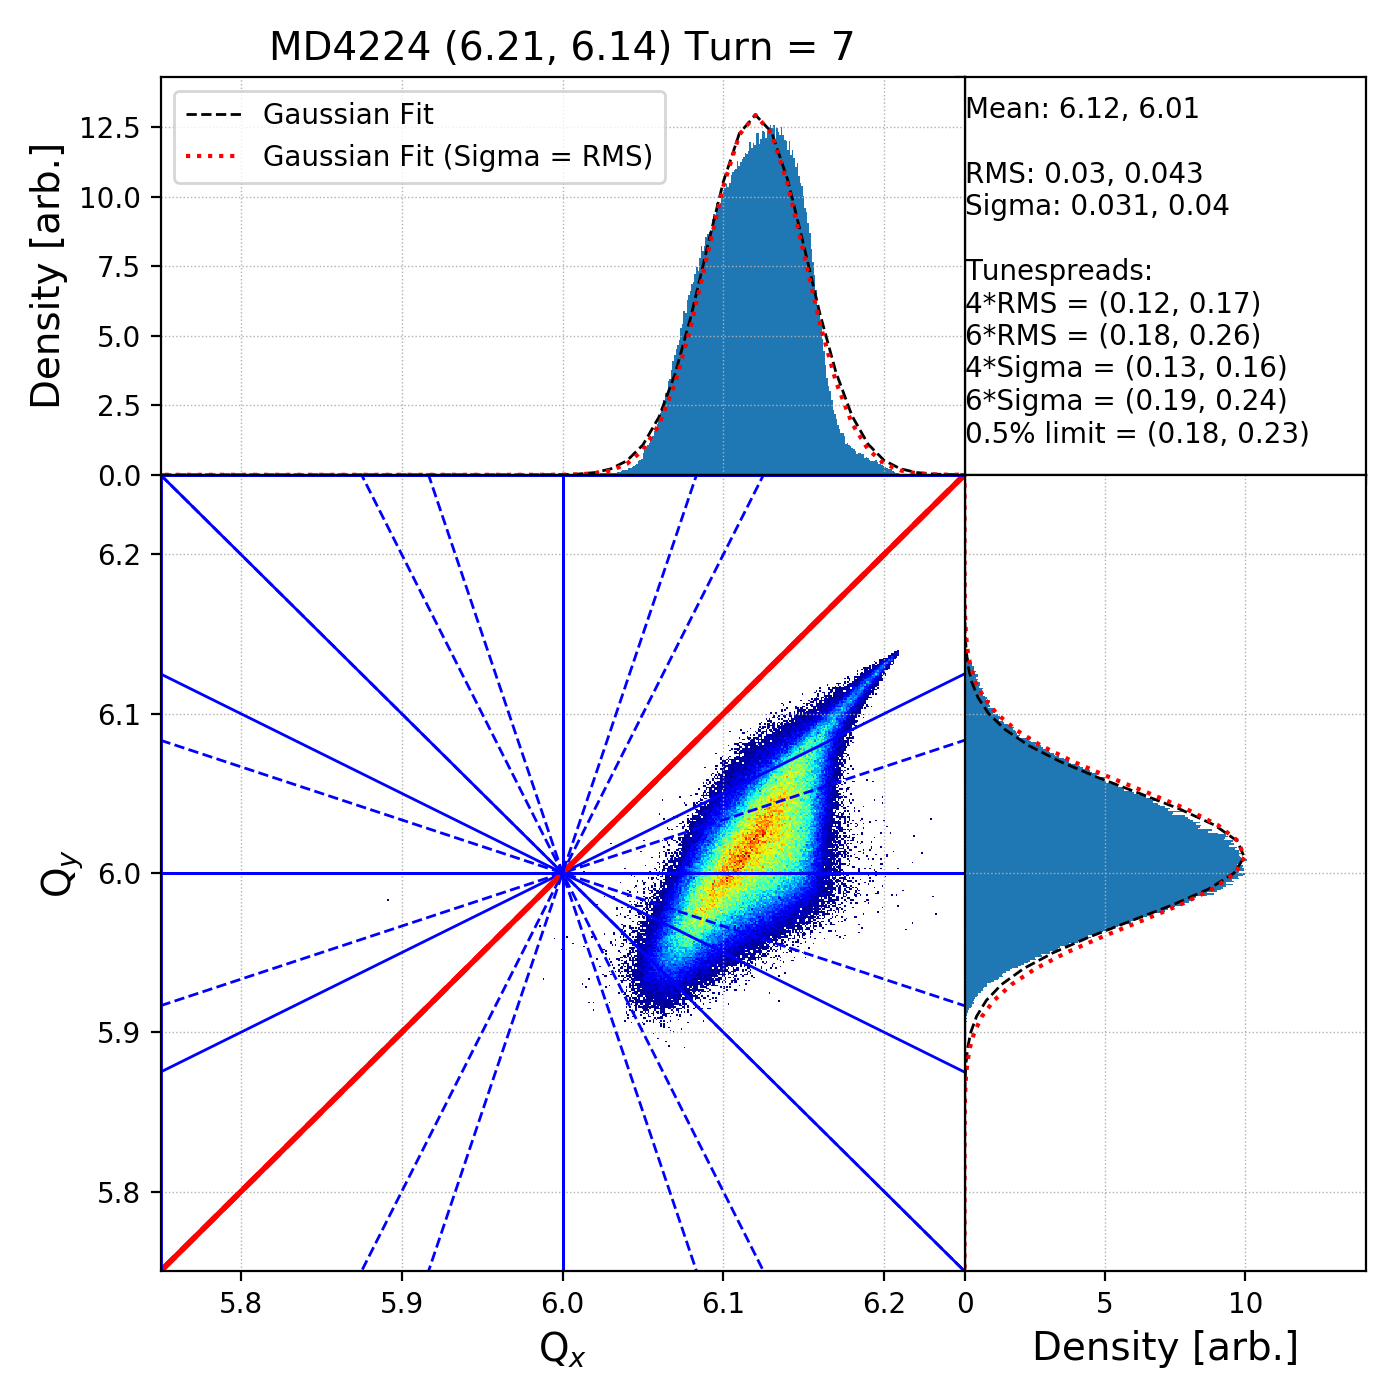 MD4224 (6.21, 6.14) Turn = 7
Gaussian Fit
Gaussian Fit (Sigma = RMS)
Density [arb.]
12.5
10.0
7.5
5.0
2.5
0.0
Mean: 6.12, 6.01
RMS: 0.03, 0.043
Sigma: 0.031, 0.04
Tunespreads:
4*RMS = (0.12, 0.17)
6*RMS = (0.18, 0.26)
4*Sigma = (0.13, 0.16)
6*Sigma = (0.19, 0.24)
0.5% limit = (0.18, 0.23)
Qy
6.2
6.1
6.0
5.9
5.8
5.8 5.9 6.0 6.1 6.2
Qx
0 5 10
Density [arb.]